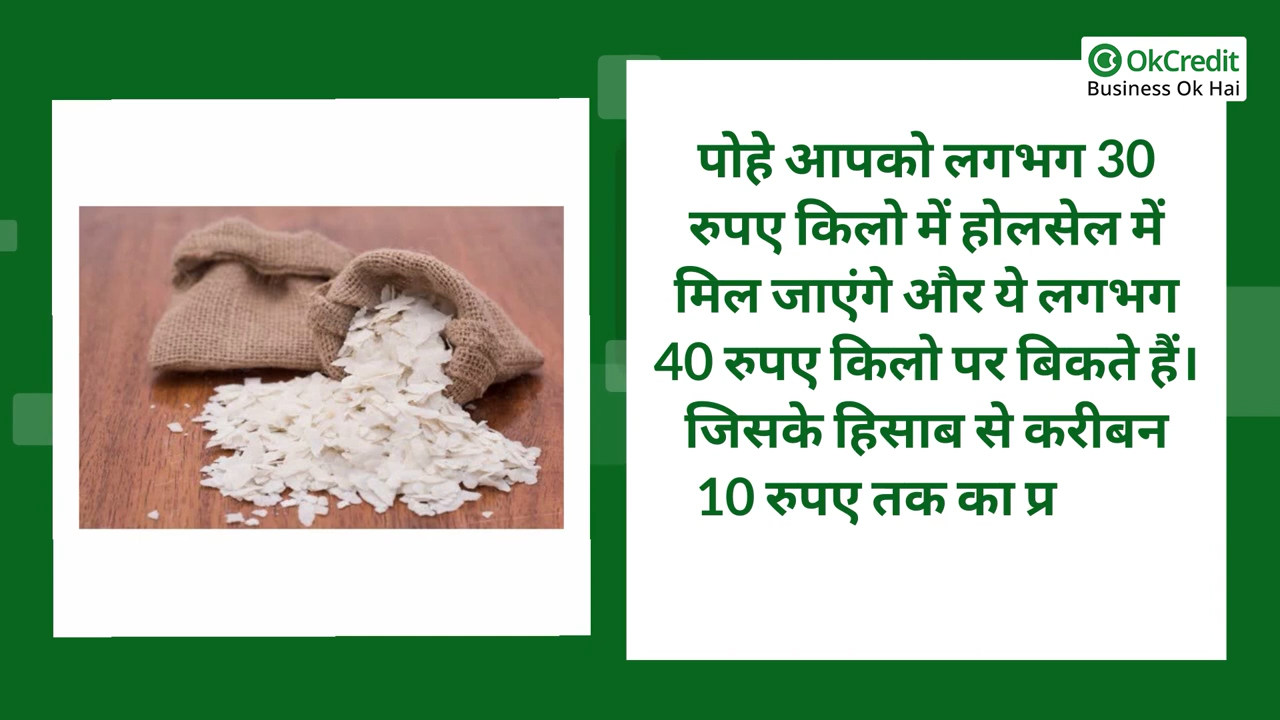 OkCredit
Business Ok Hai
पोहे आपको लगभग 30
रुपए किलो में होलसेल में
मिल जाएंगे और ये लगभग
40 रुपए किलो पर बिकते हैं।
जिसके हिसाब से करीबन
10 रुपए तक का प्र